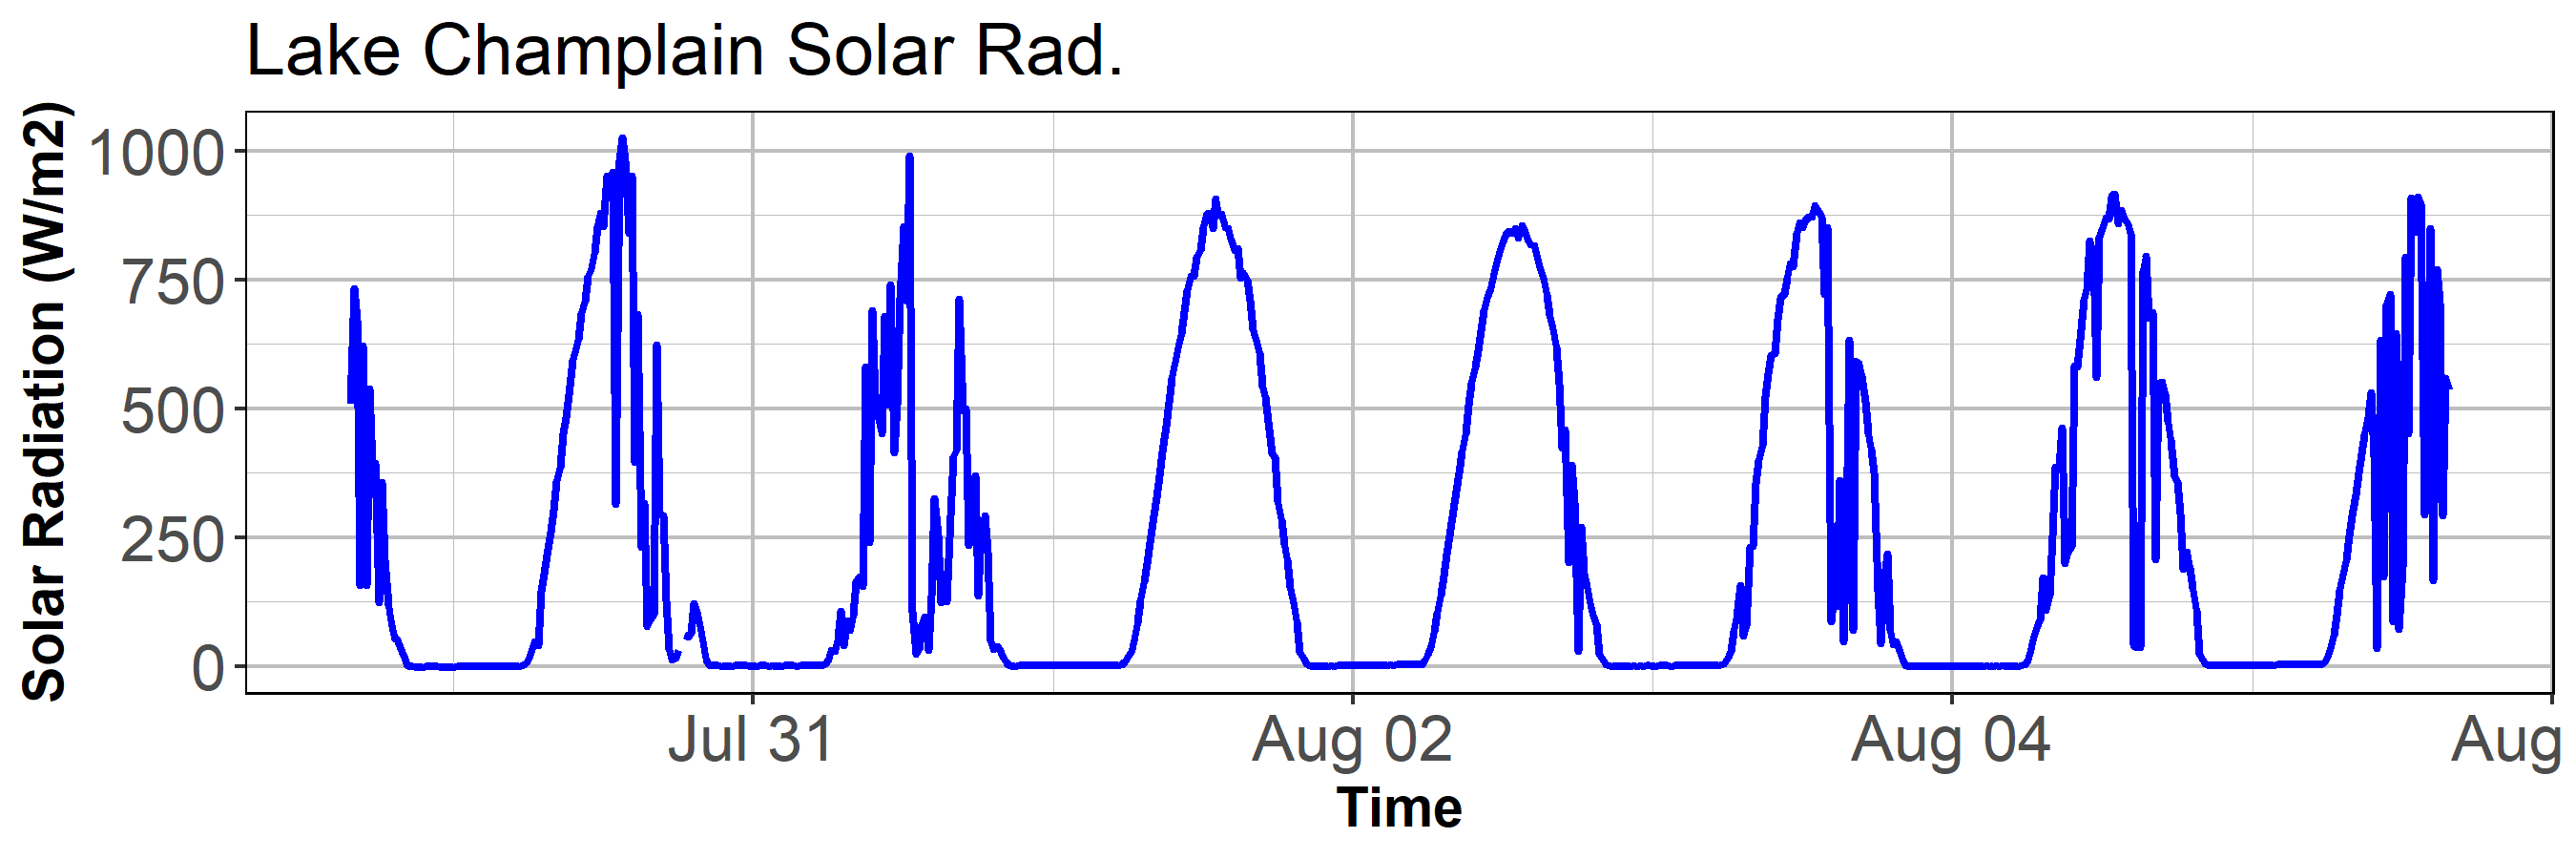 Lake Champlain Solar Rad.
Solar Radiation (W/m2)
1000
750
500
250
0
Jul 31 Aug 02 Aug 04 Aug
Time